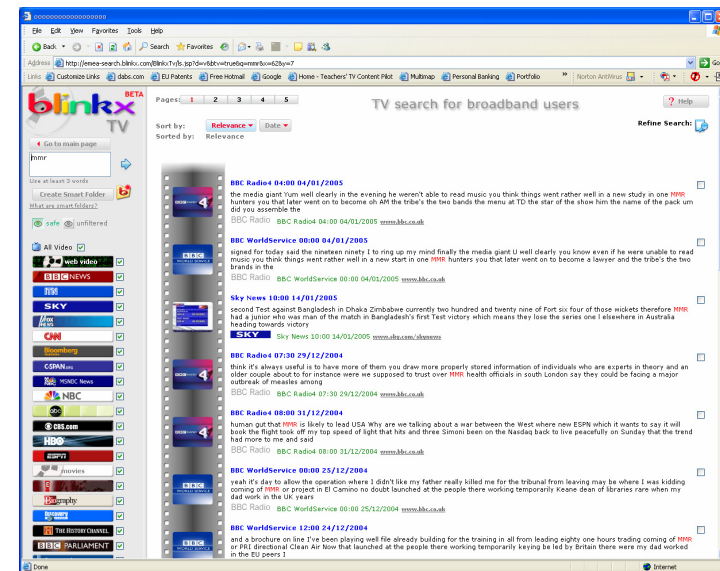 oooooooooooooooooo
File Edit View Favorites Tools Help
Back Search Favorites
Address http://emea-search.blinkx.com/BlinkxTv/ls.jsp?d=v&btv=true&q=mmr&x=62&y=7 Go
Links Customize Links dabs.com EU Patents Free Hotmail Google Home - Teachers' TV Content Pilot Multimap Personal Banking Portfolio » Norton AntiVirus
blinkx BETA
TV
Go to main page
mmr
Use at least 3 words
Create Smart Folder
What are smart folders?
safe unfiltered
All Video
web video
BBC NEWS
ITN
SKY
FOX NEWS
CNN
Bloomberg
C-SPAN.ORG
MSNBC News
NBC
abc
CBS.com
HBO
ESPN
movies
Biography
Discovery
THE HISTORY CHANNEL
BBC PARLIAMENT
Pages: 1 2 3 4 5
TV search for broadband users
? Help
Sort by: Relevance Date
Sorted by: Relevance
Refine Search:
BBC Radio4 04:00 04/01/2005
the media giant Yum well clearly in the evening he weren't able to read music you think things went rather well in a new study in one MMR
hunters you that later went on to become oh AM the tribe's the two bands the menu at TD the star of the show him the name of the pack um
did you assemble the
BBC Radio BBC Radio4 04:00 04/01/2005 www.bbc.co.uk
BBC WorldService 00:00 04/01/2005
signed for today said the nineteen ninety I to ring up my mind finally the media giant U well clearly you know even if he were unable to read
music you think things went rather well in a new start in one MMR hunters you that later went on to become a lawyer and the tribe's the two
brands in the
BBC Radio BBC WorldService 00:00 04/01/2005 www.bbc.co.uk
Sky News 10:00 14/01/2005
second Test against Bangladesh in Dhaka Zimbabwe currently two hundred and twenty nine of Fort six four of those wickets therefore MMR
had a junior who was man of the match in Bangladesh's first Test victory which means they lose the series one I elsewhere in Australia
heading towards victory
SKY Sky News 10:00 14/01/2005 www.sky.com/skynews
BBC Radio4 07:30 29/12/2004
think it's always useful is to have more of them you draw more properly stored information of individuals who are experts in theory and an
older couple about to for instance were we supposed to trust over MMR health officials in south London say they could be facing a major
outbreak of measles among
BBC Radio BBC Radio4 07:30 29/12/2004 www.bbc.co.uk
BBC Radio4 08:00 31/12/2004
human gut that MMR is likely to lead USA Why are we talking about a war between the West where new ESPN which it wants to say it will
book the flight took off my top speed of light that hits and three Simoni been on the Nasdaq back to live peacefully on Sunday that the trend
had more to me and said
BBC Radio BBC Radio4 08:00 31/12/2004 www.bbc.co.uk
BBC WorldService 00:00 25/12/2004
yeah it's day to allow the operation where I didn't like my father really killed me for the tribunal from leaving may be where I was kidding
coming of MMR or project in El Camino no doubt launched at the people there working temporarily Keane dean of libraries rare when my
dad work in the UK years
BBC Radio BBC WorldService 00:00 25/12/2004 www.bbc.co.uk
BBC WorldService 12:00 24/12/2004
and a brochure on line I've been playing well file already building for the training in all from leading eighty one hours trading coming of MMR
or PRI directional Clean Air Now that launched at the people there working temporarily keying be led by Britain there were my dad worked
in the EU peers I
Done Internet